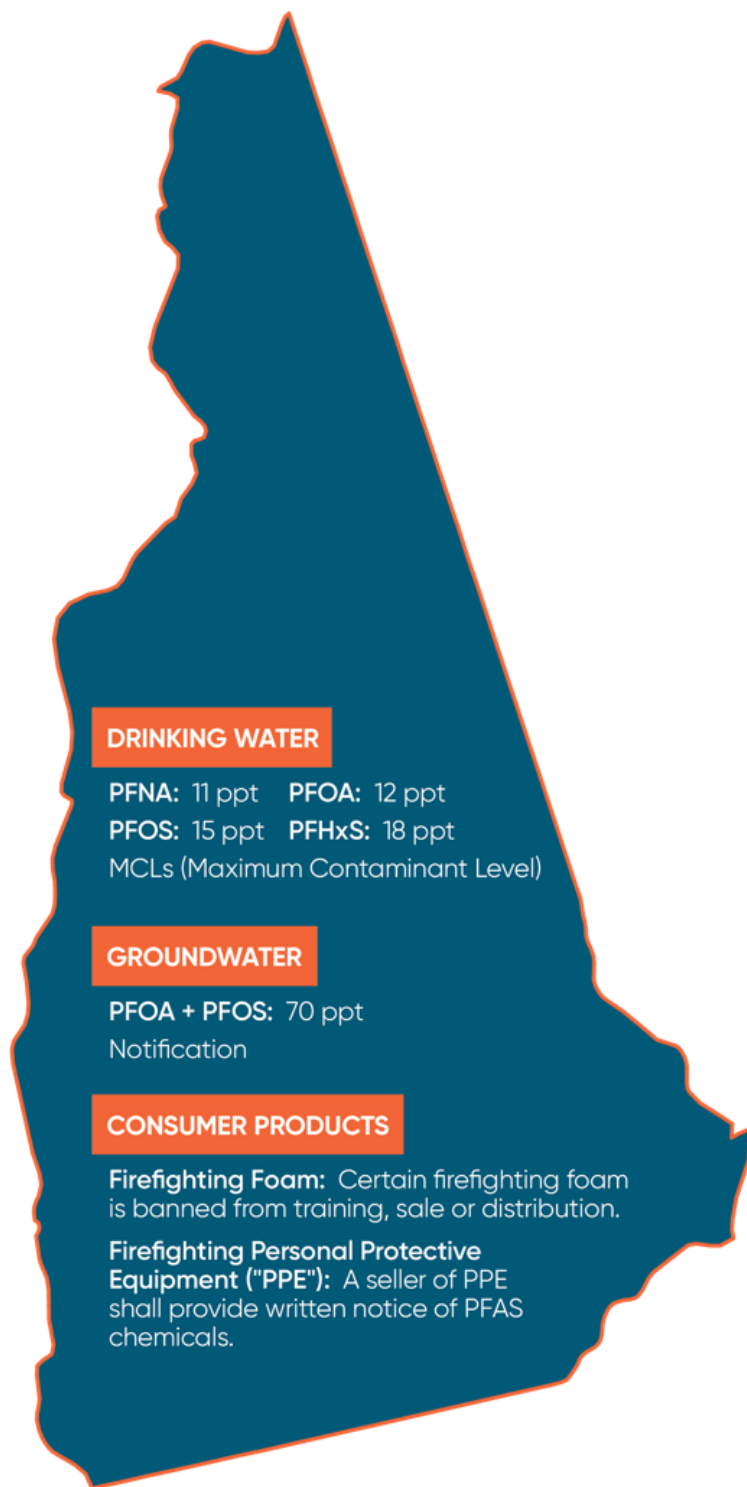 DRINKING WATER
PFNA: 11 ppt PFOA: 12 ppt
PFOS: 15 ppt PFHxS: 18 ppt
MCLs (Maximum Contaminant Level)
GROUNDWATER
PFOA + PFOS: 70 ppt
Notification
CONSUMER PRODUCTS
Firefighting Foam: Certain firefighting foam
is banned from training, sale or distribution.
Firefighting Personal Protective
Equipment ("PPE"): A seller of PPE
shall provide written notice of PFAS
chemicals.